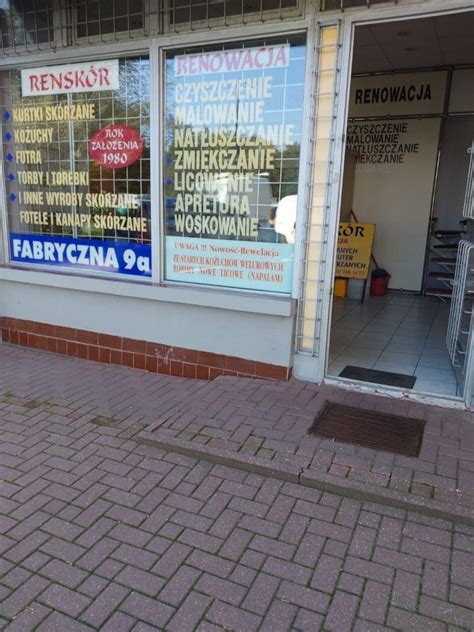 RENSKÓR
KURTKI SKÓRZANE
KOŻUCHY
FUTRA
TORBY I TOREBKI
I INNE WYROBY SKÓRZANE
FOTELE I KANAPY SKÓRZANE
ROK
ZAŁOŻENIA
1980
FABRYCZNA 9a
RENOWACJA
CZYSZCZENIE
MALOWANIE
NATŁUSZCZANIE
ZMIĘKCZANIE
LICOWANIE
APRETURA
WOSKOWANIE
UWAGA !!! Nowość-Rewelacja
ZE STARYCH KOŻUCHÓW WELUROWYCH
ROBIMY NOWE LICOWE (NAPALAM)
RENOWACJA
CZYSZCZENIE
MALOWANIE
NATŁUSZCZANIE
ZMIĘKCZANIE